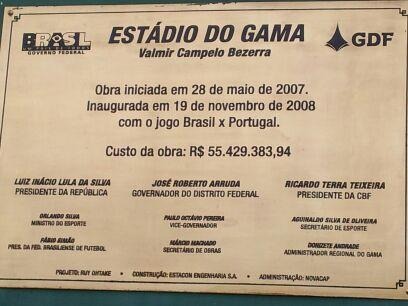 BRASIL
UM PAÍS DE TODOS
GOVERNO FEDERAL
ESTÁDIO DO GAMA
Valmir Campelo Bezerra
GDF
Obra iniciada em 28 de maio de 2007.
Inaugurada em 19 de novembro de 2008
com o jogo Brasil x Portugal.
Custo da obra: R$ 55.429.383,94
LUIZ INÁCIO LULA DA SILVA
PRESIDENTE DA REPÚBLICA
JOSÉ ROBERTO ARRUDA
GOVERNADOR DO DISTRITO FEDERAL
RICARDO TERRA TEIXEIRA
PRESIDENTE DA CBF
ORLANDO SILVA
MINISTRO DO ESPORTE
PAULO OCTÁVIO PEREIRA
VICE-GOVERNADOR
AGUINALDO SILVA DE OLIVEIRA
SECRETÁRIO DE ESPORTE
FÁBIO SIMÃO
PRES. DA FED. BRASILIENSE DE FUTEBOL
MÁRCIO MACHADO
SECRETÁRIO DE OBRAS
DONIZETE ANDRADE
ADMINISTRADOR REGIONAL DO GAMA
PROJETO: RUY OHTAKE • CONSTRUÇÃO: ESTACON ENGENHARIA S.A. • ADMINISTRAÇÃO: NOVACAP